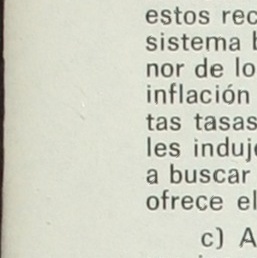 estos rec
sistema b
nor de lo
inflación
tas tasas
les induje
a buscar
ofrece el
c) A